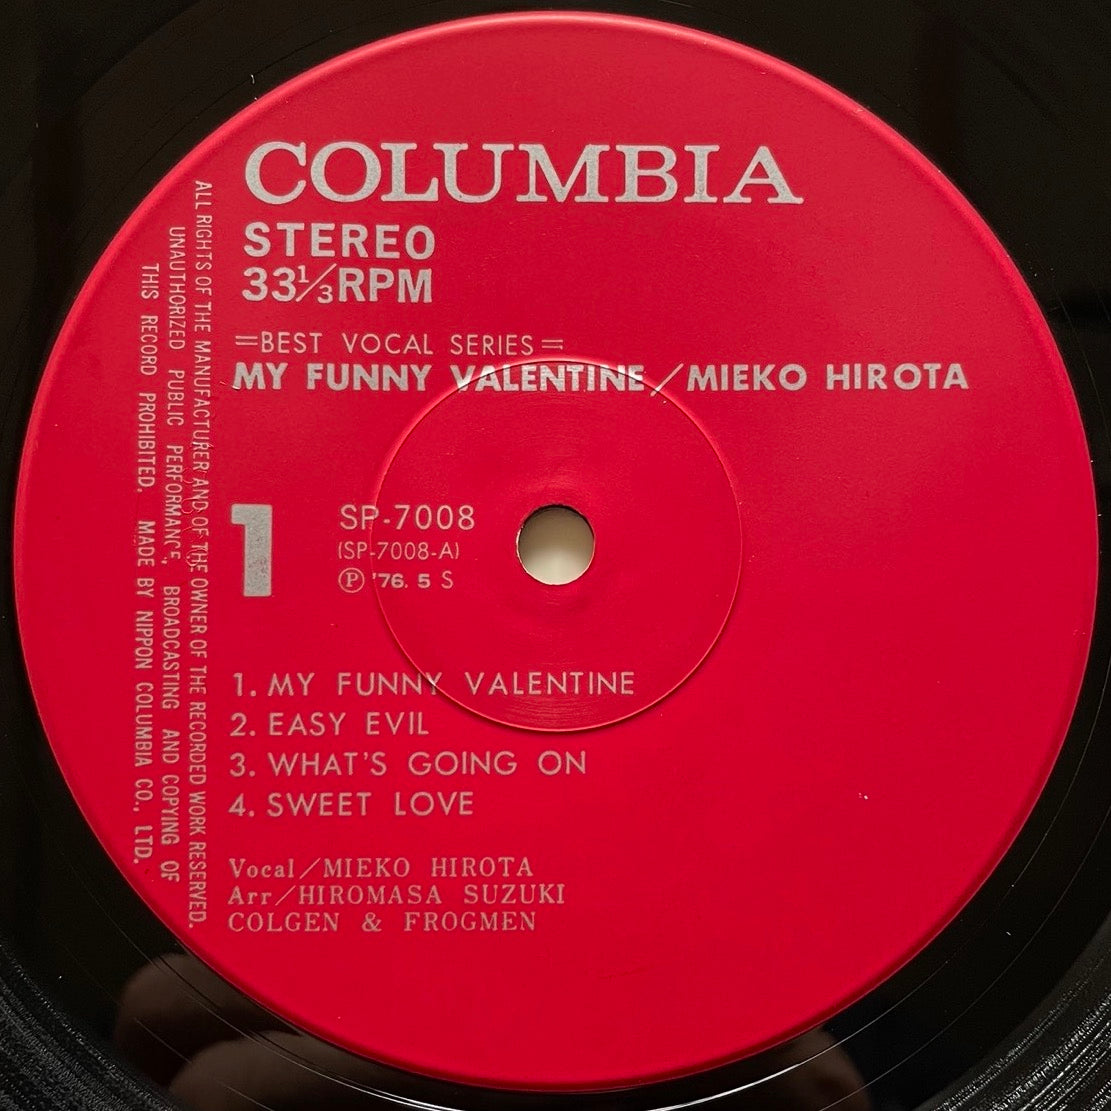 COLUMBIA
STEREO
33⅓RPM
=BEST VOCAL SERIES=
MY FUNNY VALENTINE/MIEKO HIROTA
1
SP-7008
(SP-7008-A)
Ⓟ '76. 5 S
1. MY FUNNY VALENTINE
2. EASY EVIL
3. WHAT'S GOING ON
4. SWEET LOVE
Vocal/MIEKO HIROTA
Arr/HIROMASA SUZUKI
COLGEN & FROGMEN
ALL RIGHTS OF THE MANUFACTURER AND OF THE OWNER OF THE RECORDED WORK RESERVED.
UNAUTHORIZED PUBLIC PERFORMANCE, BROADCASTING AND COPYING OF
THIS RECORD PROHIBITED. MADE BY NIPPON COLUMBIA CO., LTD.